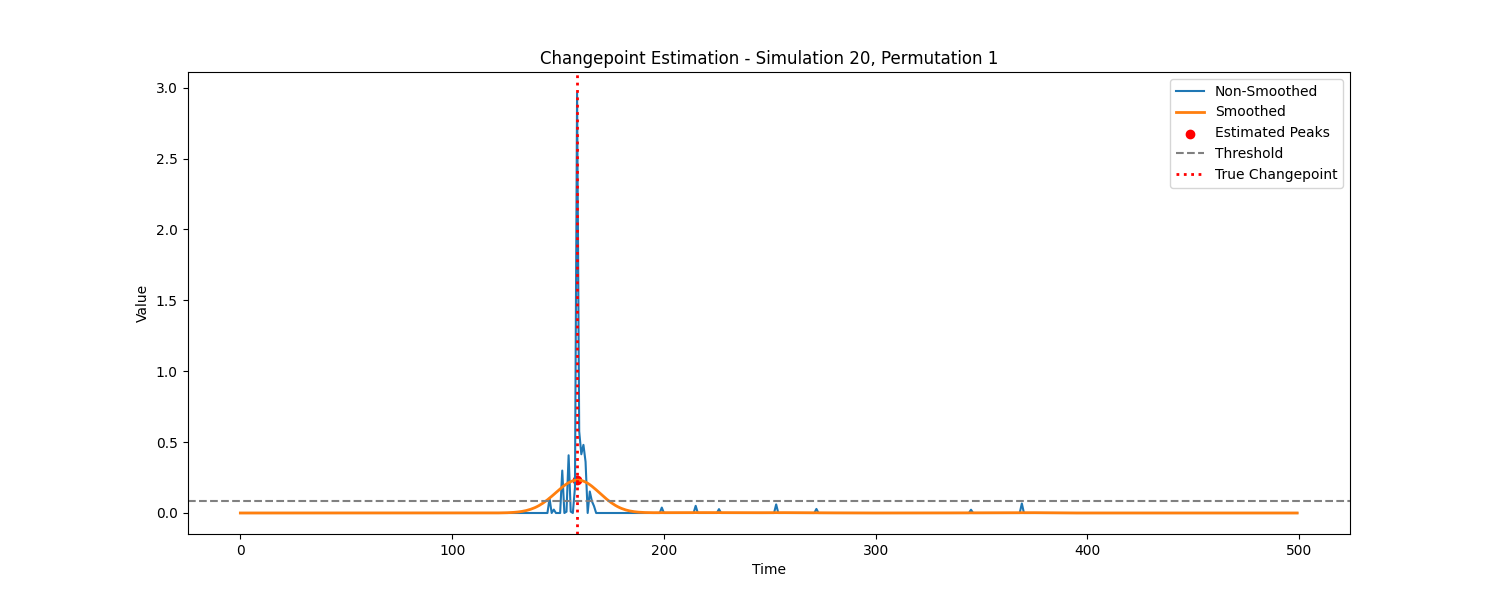 Changepoint Estimation - Simulation 20, Permutation 1
Non-Smoothed
Smoothed
Estimated Peaks
Threshold
True Changepoint
Value
3.0
2.5
2.0
1.5
1.0
0.5
0.0
0 100 200 300 400 500
Time